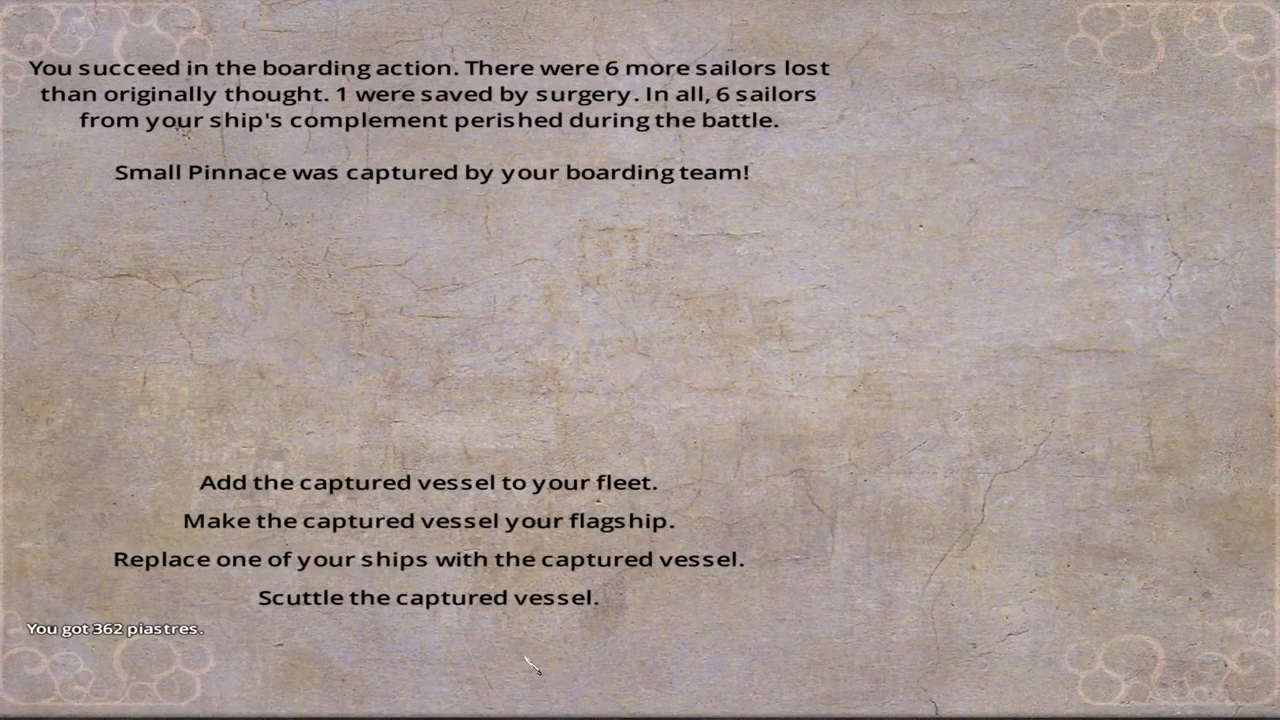 You succeed in the boarding action. There were 6 more sailors lost
than originally thought. 1 were saved by surgery. In all, 6 sailors
from your ship's complement perished during the battle.
Small Pinnace was captured by your boarding team!
Add the captured vessel to your fleet.
Make the captured vessel your flagship.
Replace one of your ships with the captured vessel.
Scuttle the captured vessel.
You got 362 piastres.